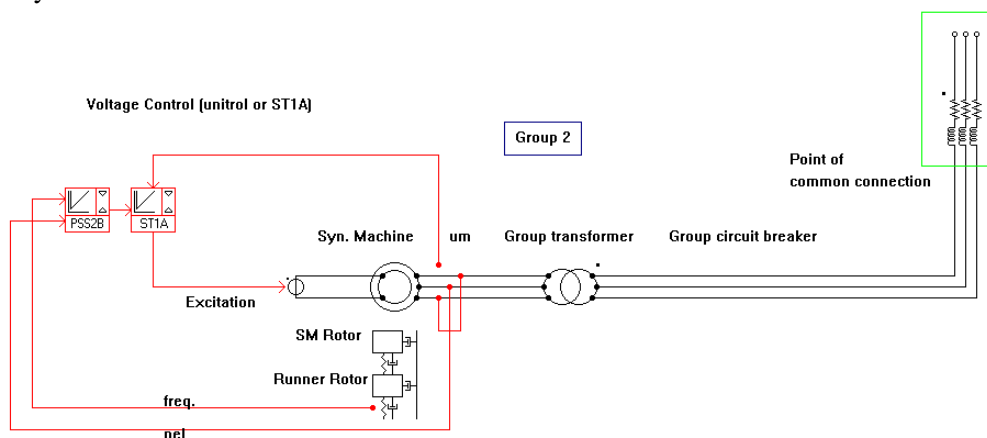 Voltage Control (unitrol or ST1A)
Group 2
Point of
common connection
PSS2B
ST1A
Syn. Machine
um
Group transformer
Group circuit breaker
Excitation
SM Rotor
Runner Rotor
freq.
pel